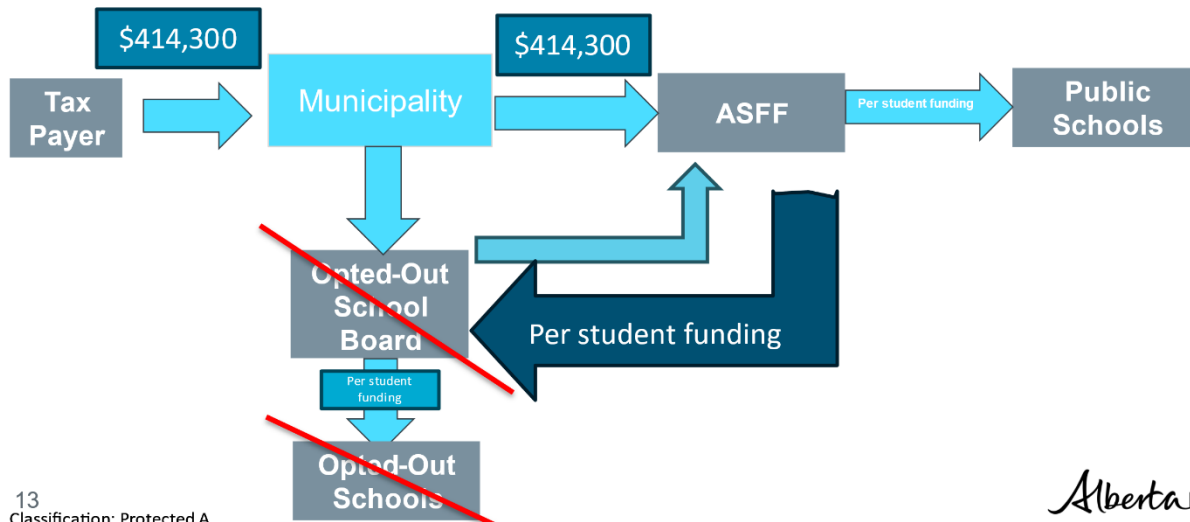 $414,300
$414,300
Tax
Payer
Municipality
ASFF
Per student funding
Public
Schools
Opted-Out
School
Board
Per student funding
Per student
funding
Opted-Out
Schools
13
Classification: Protected A
Alberta